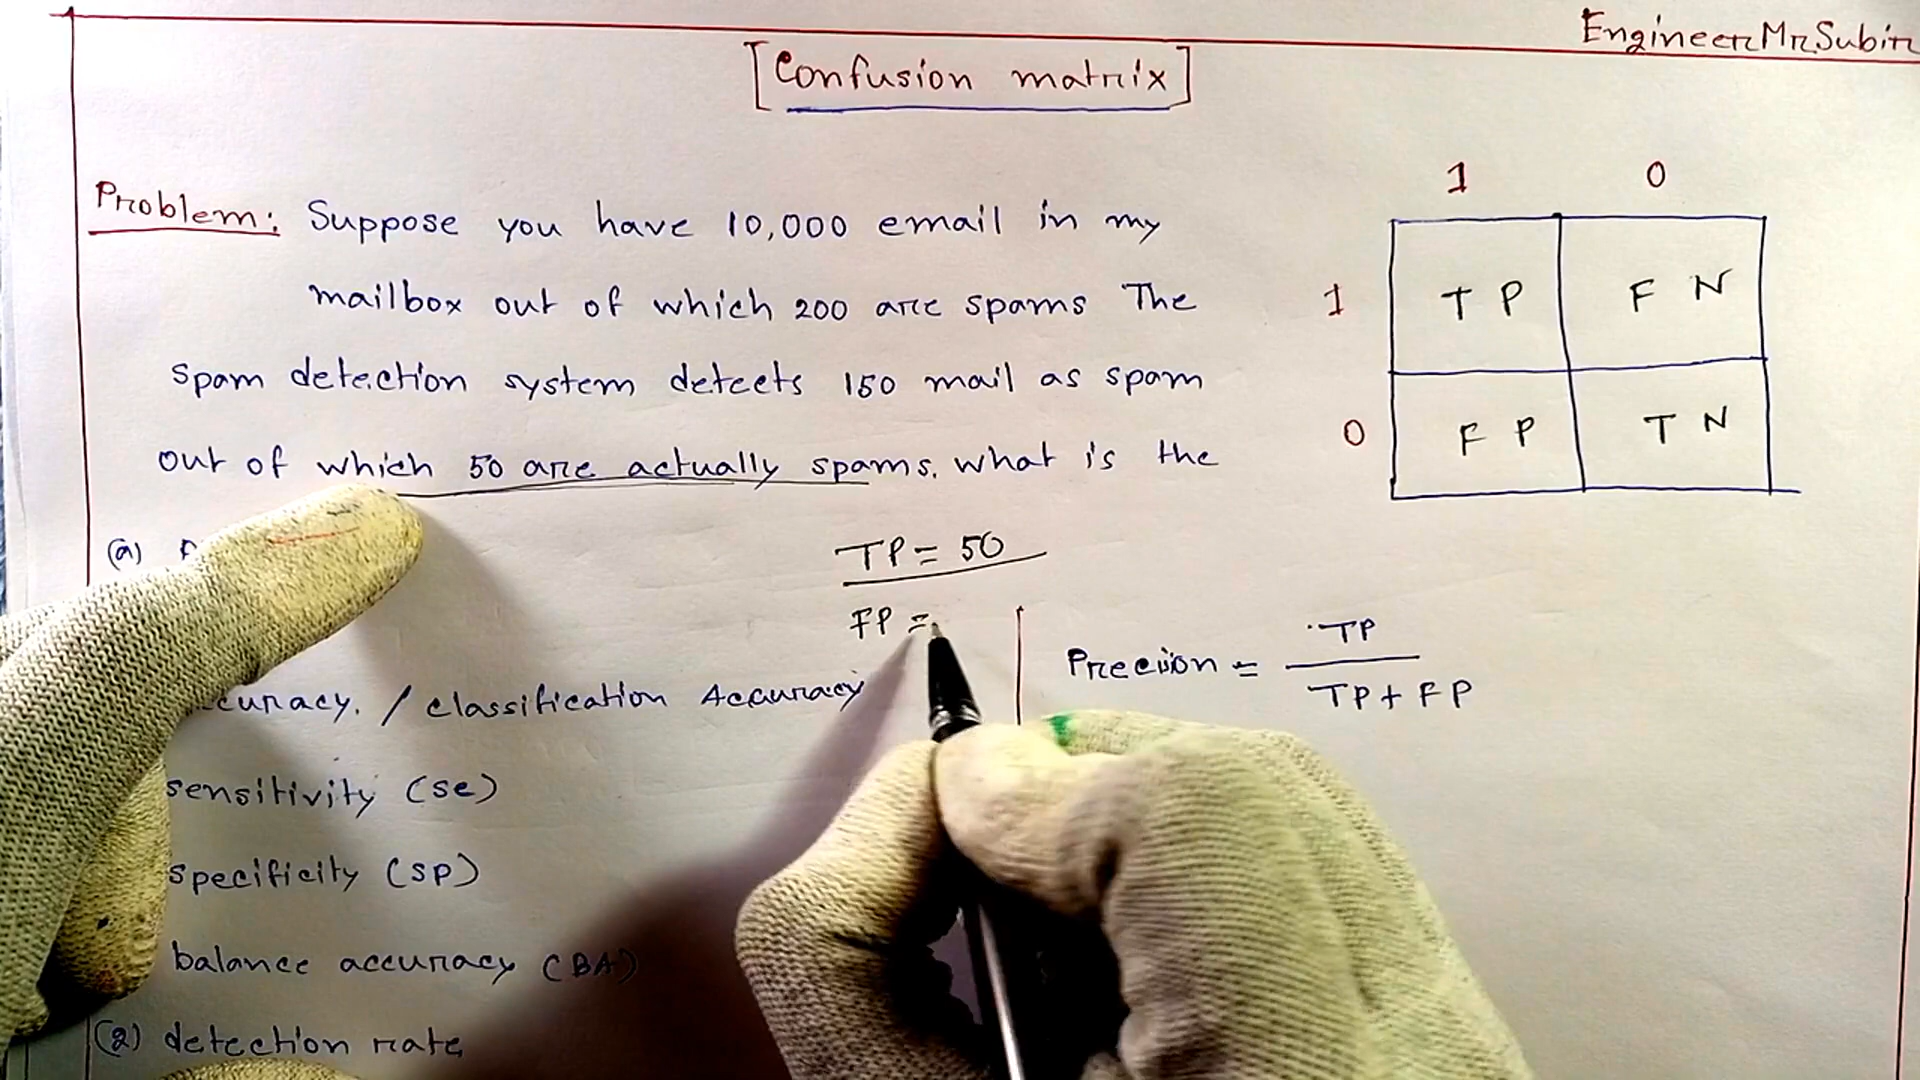 EngineerMr.Subir
[Confusion matrix]
Problem: Suppose you have 10,000 email in my
mailbox out of which 200 are spams The
spam detection system detects 150 mail as spam
out of which 50 are actually spams. what is the
1 0
1 TP FN
0 FP TN
(a)
TP = 50
FP =
Precision = TP
TP + FP
/ classification Accuracy
sensitivity (se)
specificity (sp)
balance accuracy (BA)
detection rate